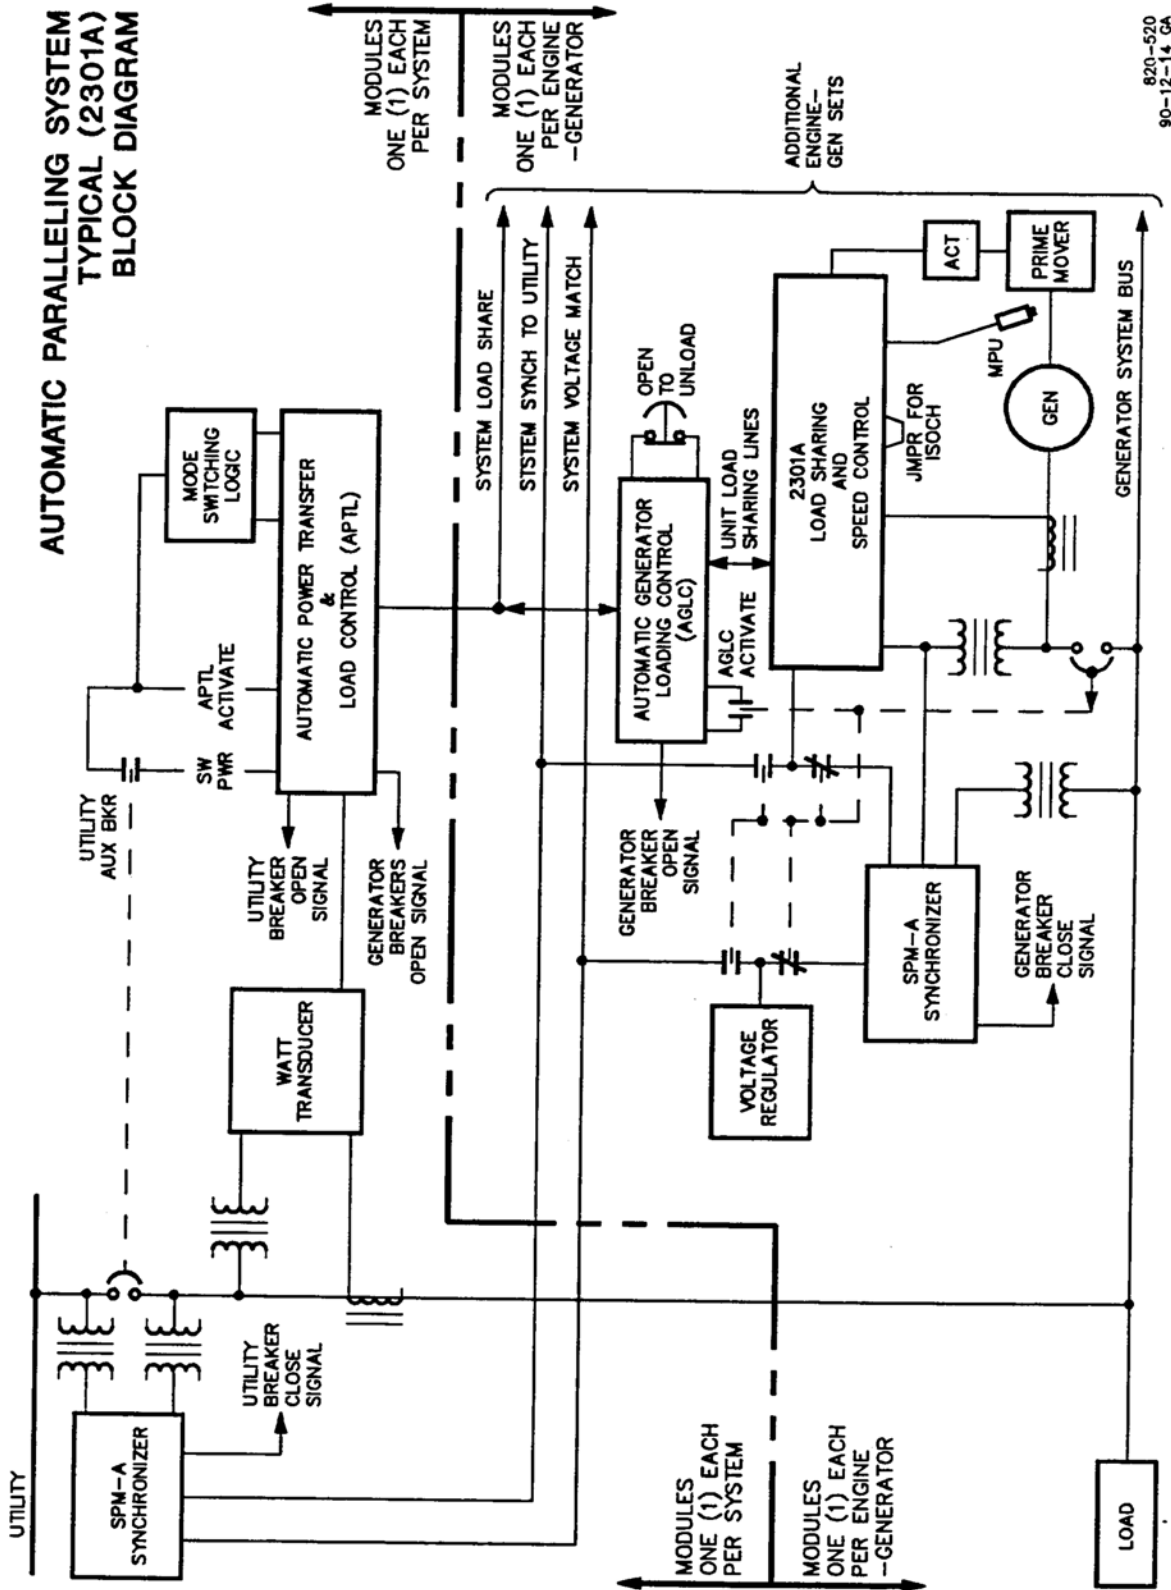 AUTOMATIC PARALLELING SYSTEM
TYPICAL (2301A)
BLOCK DIAGRAM
UTILITY
SPM-A
SYNCHRONIZER
UTILITY
BREAKER
CLOSE
SIGNAL
UTILITY
AUX BKR
SW
PWR
APTL
ACTIVATE
MODE
SWITCHING
LOGIC
AUTOMATIC POWER TRANSFER
&
LOAD CONTROL (APTL)
UTILITY
BREAKER
OPEN
SIGNAL
GENERATOR
BREAKERS
OPEN SIGNAL
WATT
TRANSDUCER
MODULES
ONE (1) EACH
PER SYSTEM
MODULES
ONE (1) EACH
PER ENGINE
-GENERATOR
SYSTEM LOAD SHARE
STSTEM SYNCH TO UTILITY
SYSTEM VOLTAGE MATCH
AUTOMATIC GENERATOR
LOADING CONTROL
(AGLC)
OPEN
TO
UNLOAD
GENERATOR
BREAKER
OPEN
SIGNAL
AGLC
ACTIVATE
UNIT LOAD
SHARING LINES
ADDITIONAL
ENGINE-
GEN SETS
VOLTAGE
REGULATOR
2301A
LOAD SHARING
AND
SPEED CONTROL
JMPR FOR
ISOCH
MPU
ACT
PRIME
MOVER
GEN
SPM-A
SYNCHRONIZER
GENERATOR
BREAKER
CLOSE
SIGNAL
GENERATOR SYSTEM BUS
MODULES
ONE (1) EACH
PER SYSTEM
MODULES
ONE (1) EACH
PER ENGINE
-GENERATOR
LOAD
820-520
90-12-14 GA